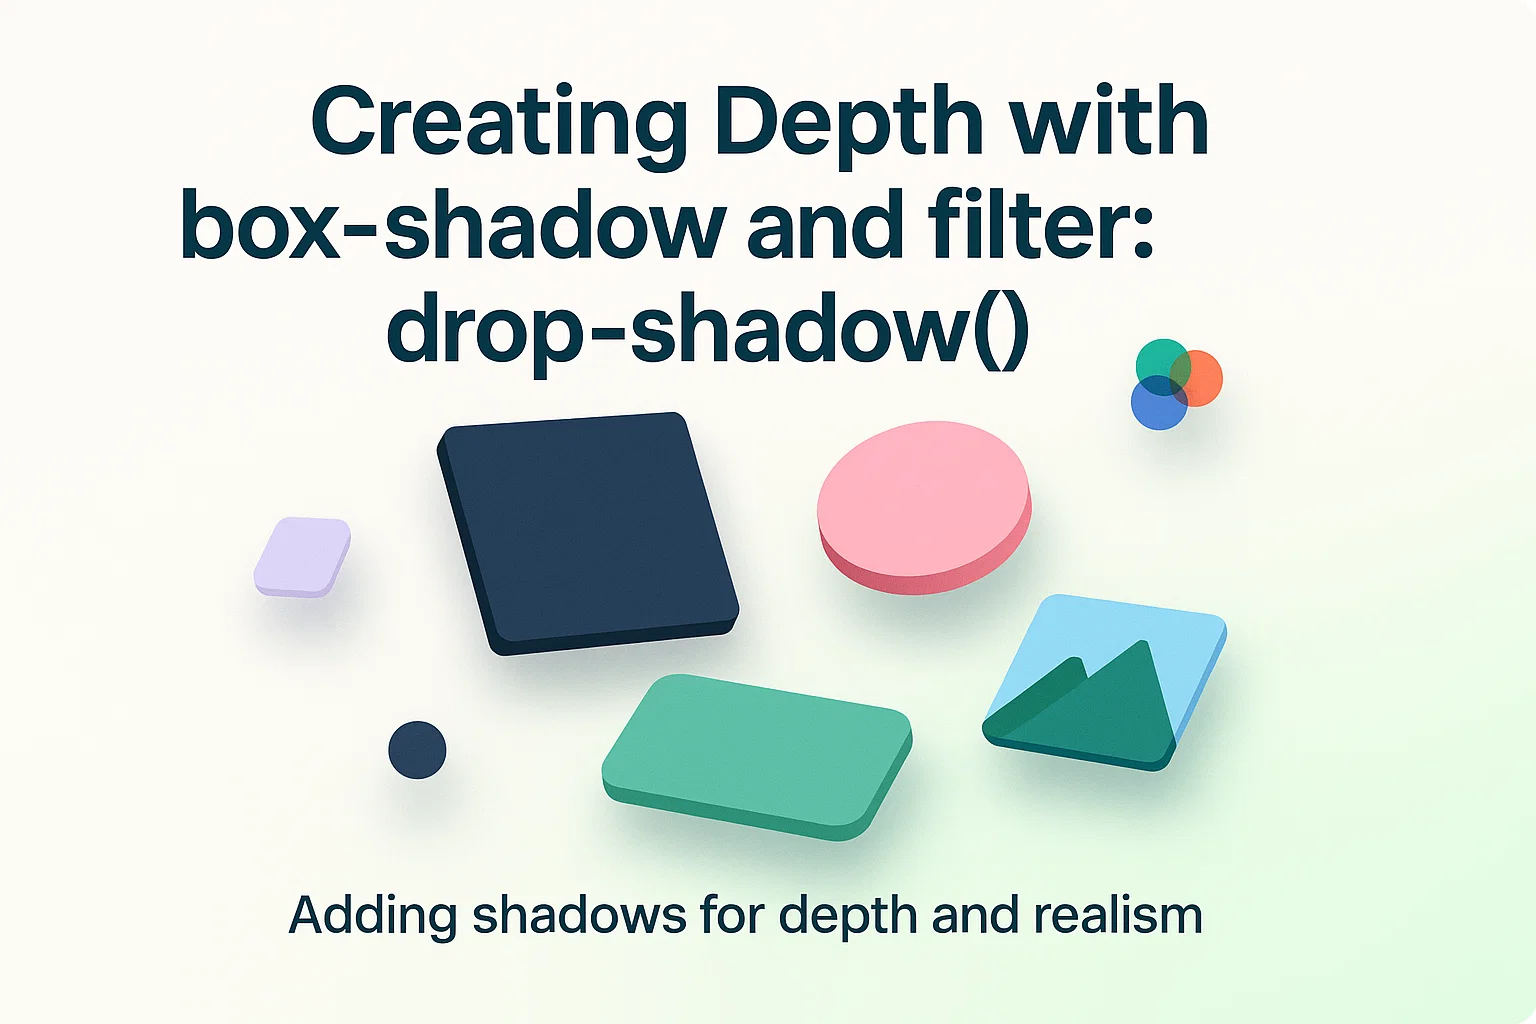 Creating Depth with
box-shadow and filter:
drop-shadow()
Adding shadows for depth and realism